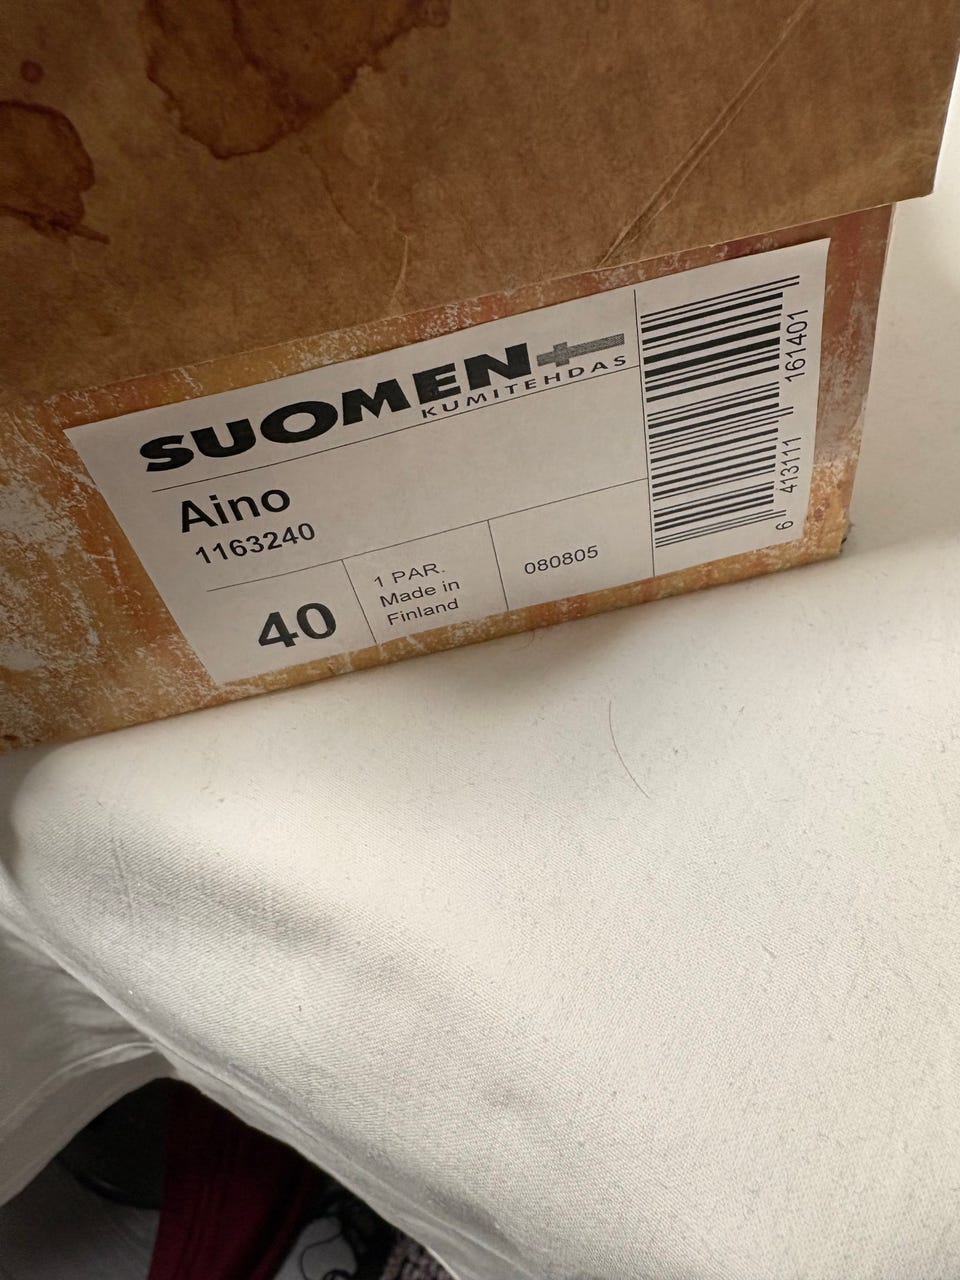 SUOMEN
KUMITEHDAS
Aino
1163240
40
1 PAR.
Made in
Finland
080805
6 413111 161401